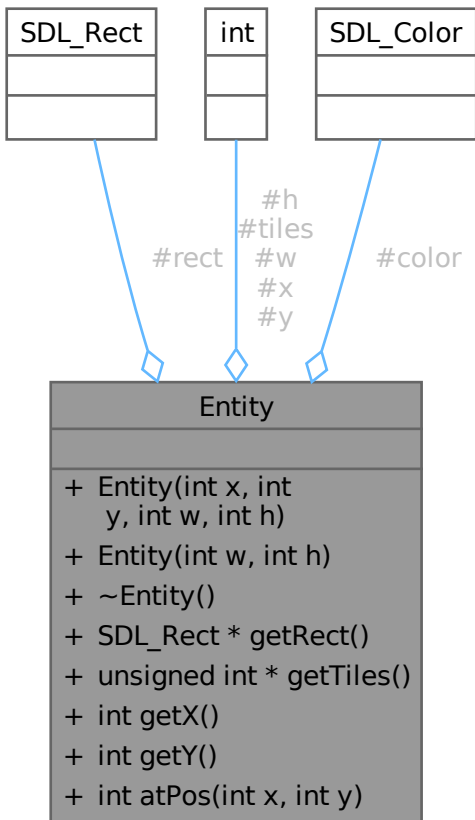 SDL_Rect
int
SDL_Color
#h
#tiles
#rect
#w
#color
#x
#y
Entity
+ Entity(int x, int
y, int w, int h)
+ Entity(int w, int h)
+ ~Entity()
+ SDL_Rect * getRect()
+ unsigned int * getTiles()
+ int getX()
+ int getY()
+ int atPos(int x, int y)